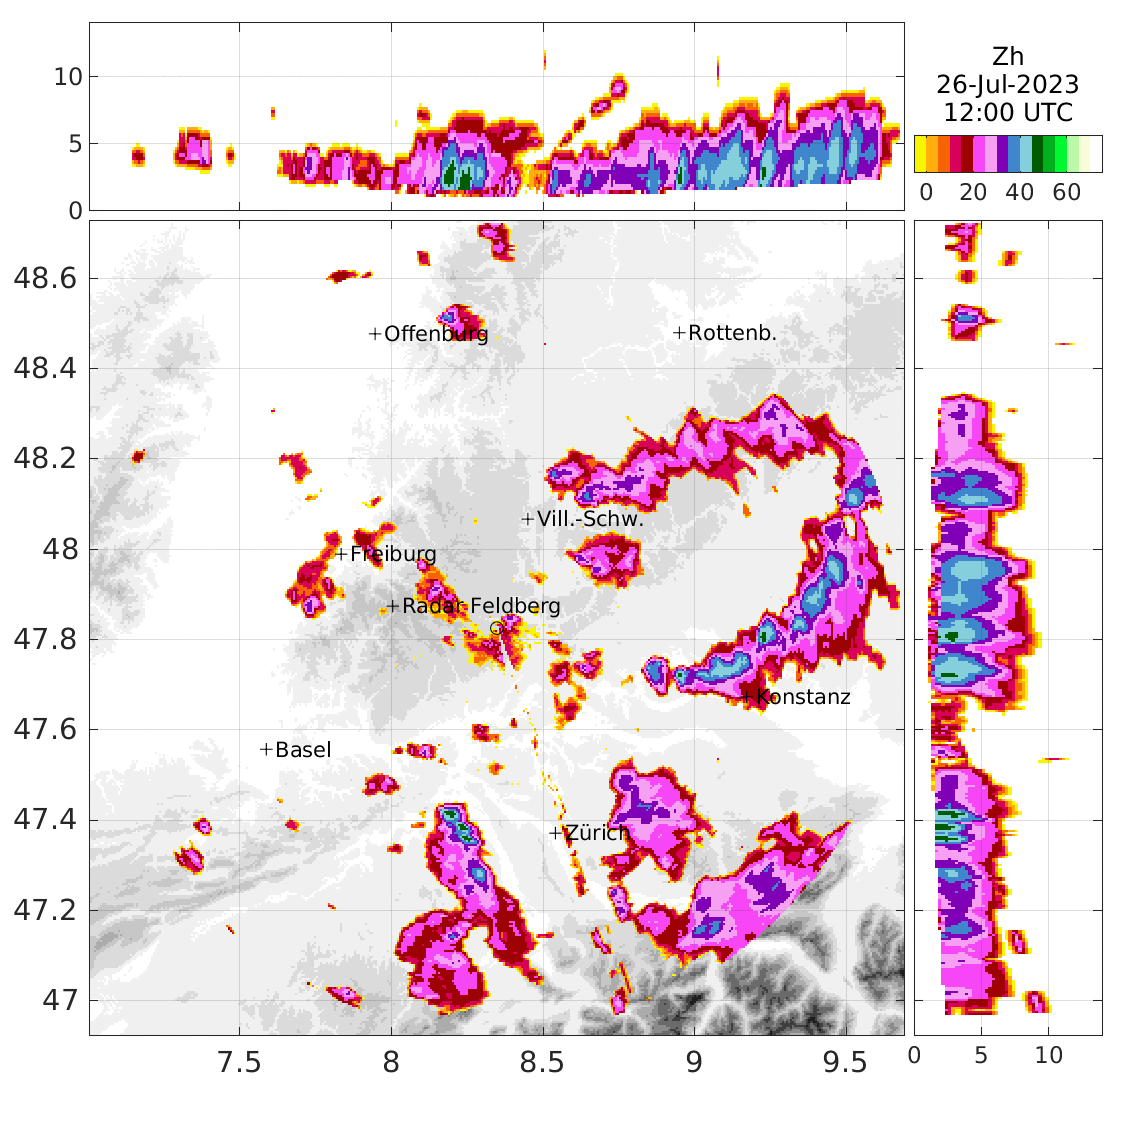 Zh
26-Jul-2023
12:00 UTC
0 20 40 60
10
5
0
48.6
48.4
48.2
48
47.8
47.6
47.4
47.2
47
+Offenburg
+Rottenb.
+Vill.-Schw.
+Freiburg
+Radar Feldberg
+Konstanz
+Basel
+Zürich
7.5 8 8.5 9 9.5
0 5 10